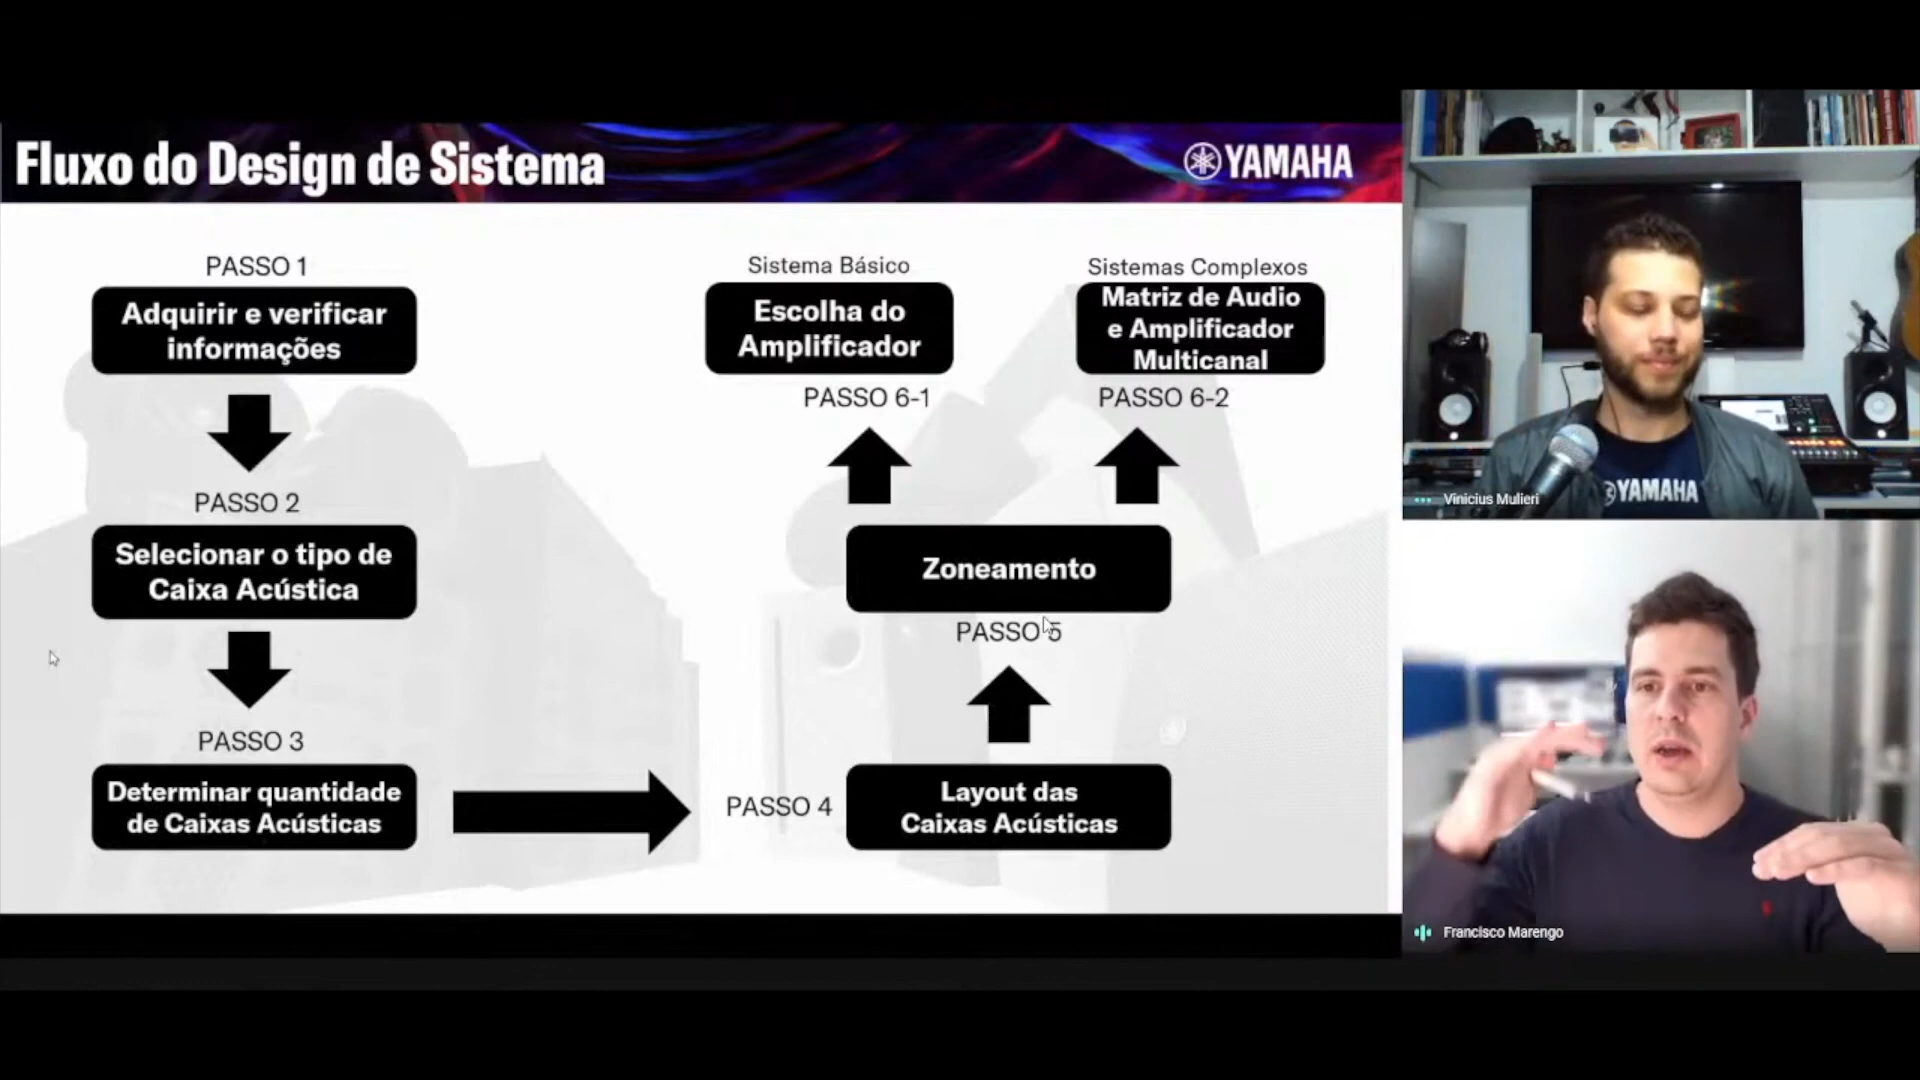 Fluxo do Design de Sistema
YAMAHA
PASSO 1
Adquirir e verificar
informações
PASSO 2
Selecionar o tipo de
Caixa Acústica
PASSO 3
Determinar quantidade
de Caixas Acústicas
PASSO 4
Layout das
Caixas Acústicas
PASSO 5
Zoneamento
Sistema Básico
Escolha do
Amplificador
PASSO 6-1
Sistemas Complexos
Matriz de Audio
e Amplificador
Multicanal
PASSO 6-2
YAMAHA
Vinicius Mulieri
Francisco Marengo